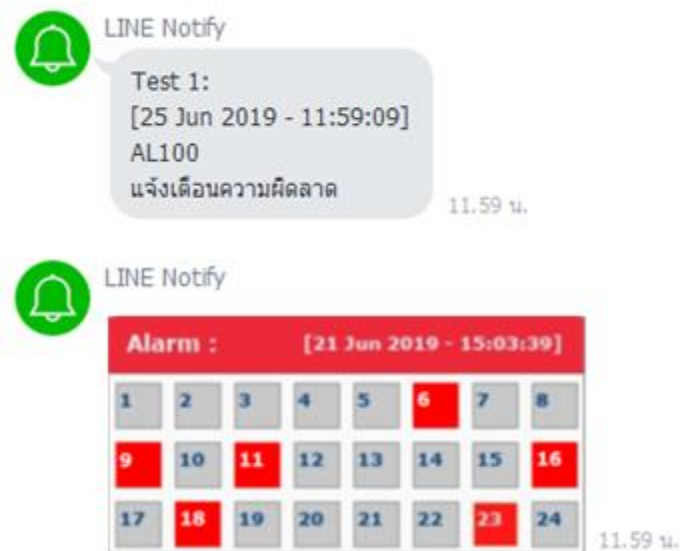 LINE Notify
Test 1:
[25 Jun 2019 - 11:59:09]
AL100
แจ้งเตือนความผืดลาด
11.59 น.
LINE Notify
Alarm : [21 Jun 2019 - 15:03:39]
1 2 3 4 5 6 7 8
9 10 11 12 13 14 15 16
17 18 19 20 21 22 23 24
11.59 น.